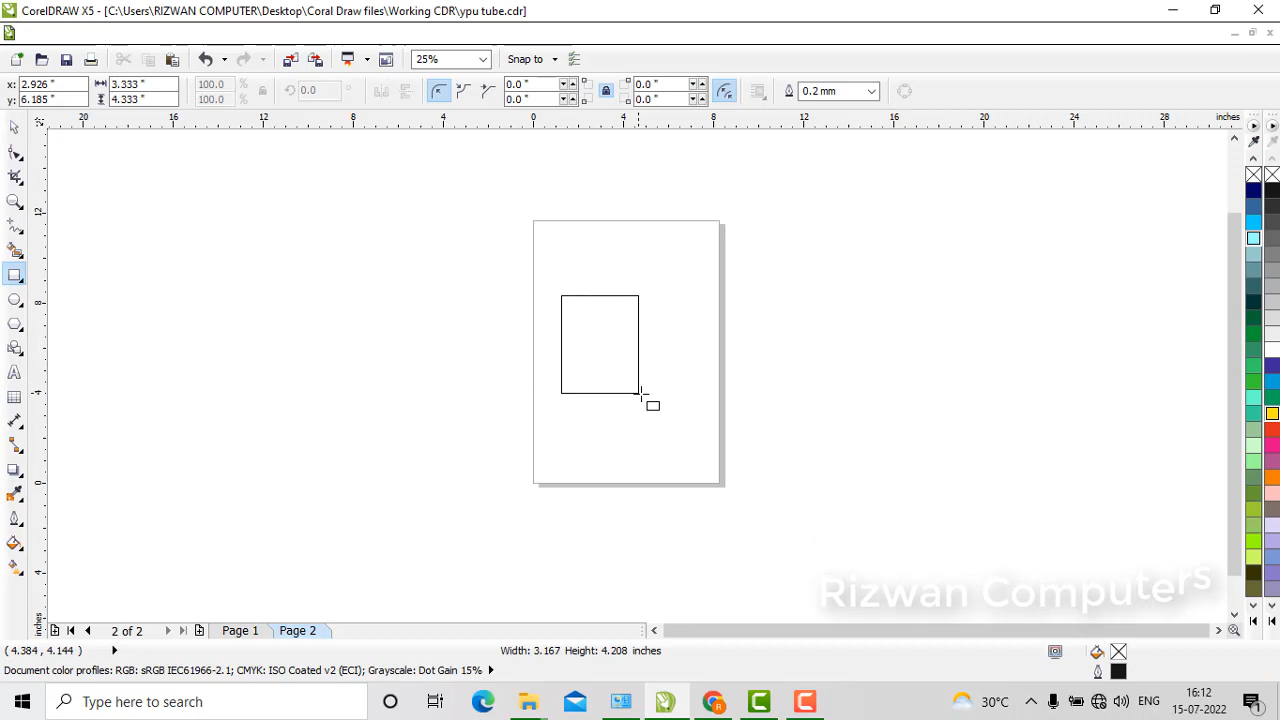 CorelDRAW X5 - [C:\Users\RIZWAN COMPUTER\Desktop\Coral Draw files\Working CDR\ypu tube.cdr]
25% Snap to
x: 2.926 " 3.333 " 100.0 % 0.0 ° 0.0 " 0.0 " 0.2 mm
y: 6.185 " 4.333 " 100.0 % 0.0 " 0.0 "
20 16 12 8 4 0 4 8 12 16 20 24 28 inches
12
8
4
0
4
inches
Rizwan Computers
2 of 2 Page 1 Page 2
( 4.384 , 4.144 ) Width: 3.167 Height: 4.208 inches
Document color profiles: RGB: sRGB IEC61966-2.1; CMYK: ISO Coated v2 (ECI); Grayscale: Dot Gain 15%
Type here to search 30°C ENG 16:12
15-07-2022 1